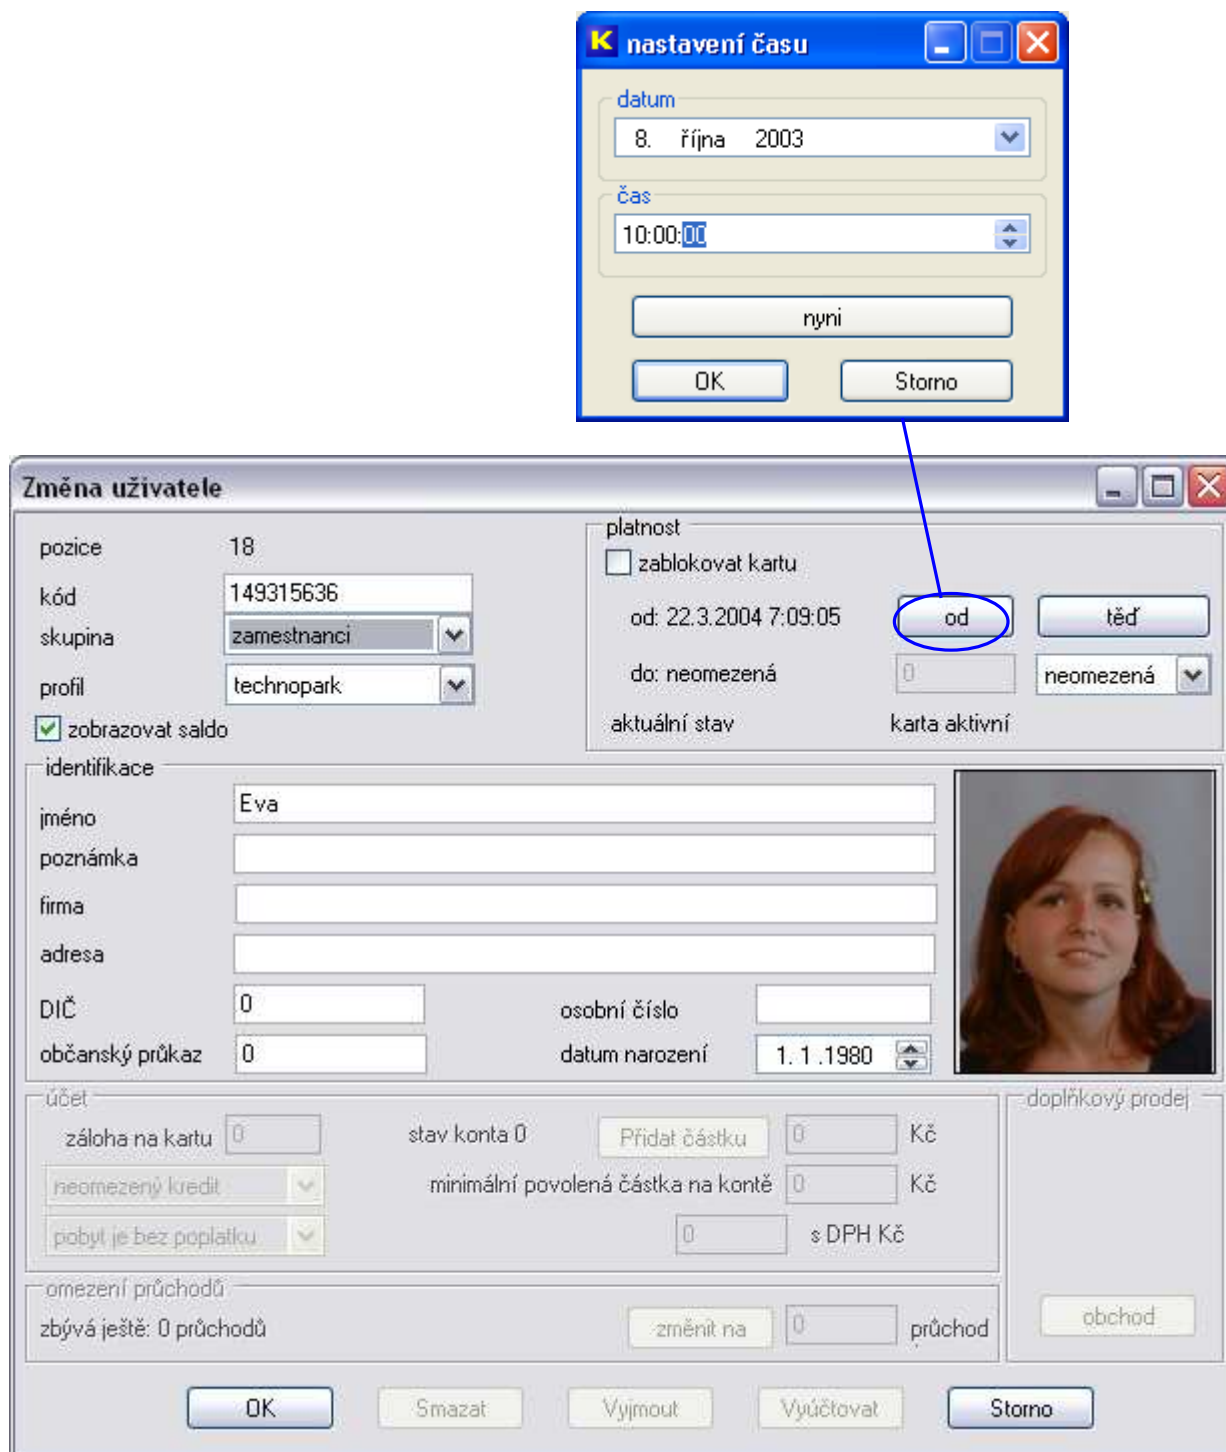 K nastavení času
datum
8. října 2003
čas
10:00:00
nyni
OK Storno
Změna uživatele
pozice 18
kód 149315636
skupina zamestnanci
profil technopark
zobrazovat saldo
platnost
zablokovat kartu
od: 22.3.2004 7:09:05 od těď
do: neomezená 0 neomezená
aktuální stav karta aktivní
identifikace
jméno Eva
poznámka
firma
adresa
DIČ 0 osobní číslo
občanský průkaz 0 datum narození 1. 1 .1980
účet
záloha na kartu 0 stav konta 0 Přidat částku 0 Kč
neomezený kredit minimální povolená částka na kontě 0 Kč
pobyt je bez poplatku 0 s DPH Kč
doplňkový prodej
obchod
omezení průchodů
zbývá ještě: 0 průchodů změnit na 0 průchod
OK Smazat Vyjmout Vyúčtovat Storno